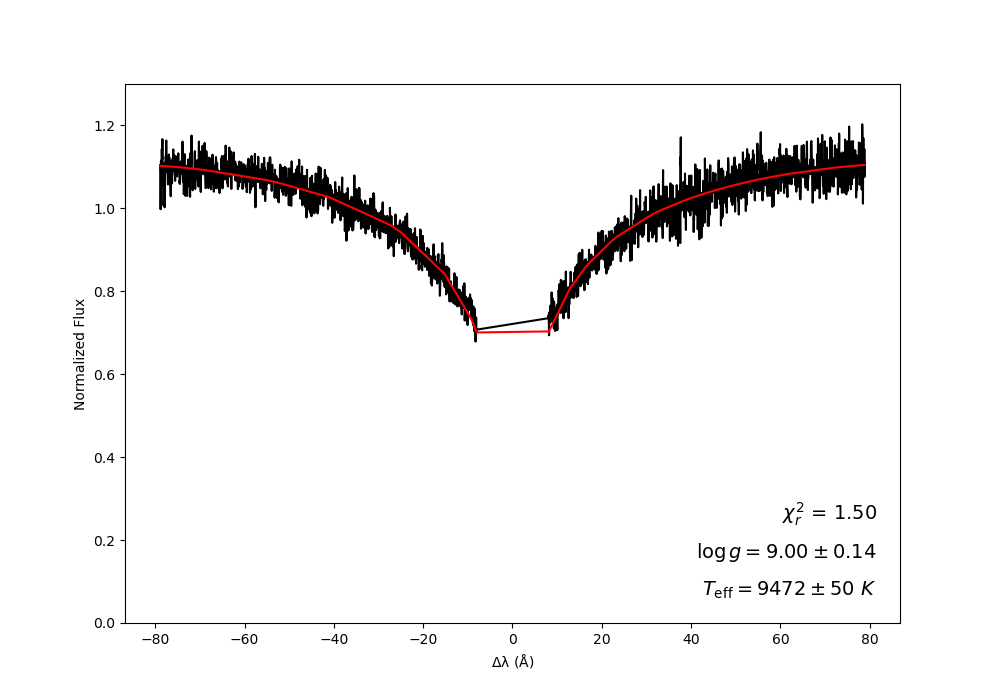 1.2
1.0
0.8
0.6
0.4
0.2
0.0
Normalized Flux
χ²ᵣ = 1.50
log g = 9.00 ± 0.14
T_eff = 9472 ± 50 K
−80 −60 −40 −20 0 20 40 60 80
Δλ (Å)